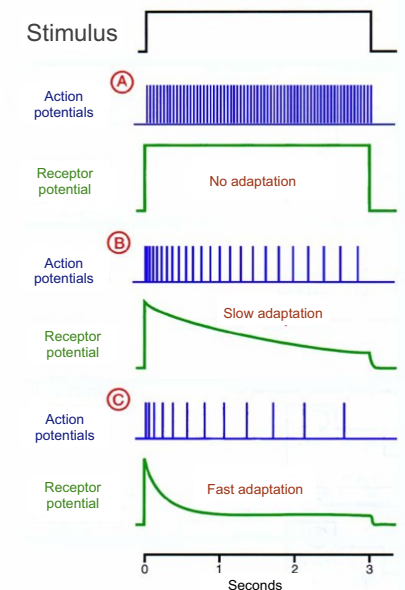 Stimulus
A
Action
potentials
Receptor
potential
No adaptation
B
Action
potentials
Slow adaptation
Receptor
potential
C
Action
potentials
Receptor
potential
Fast adaptation
0 1 2 3
Seconds